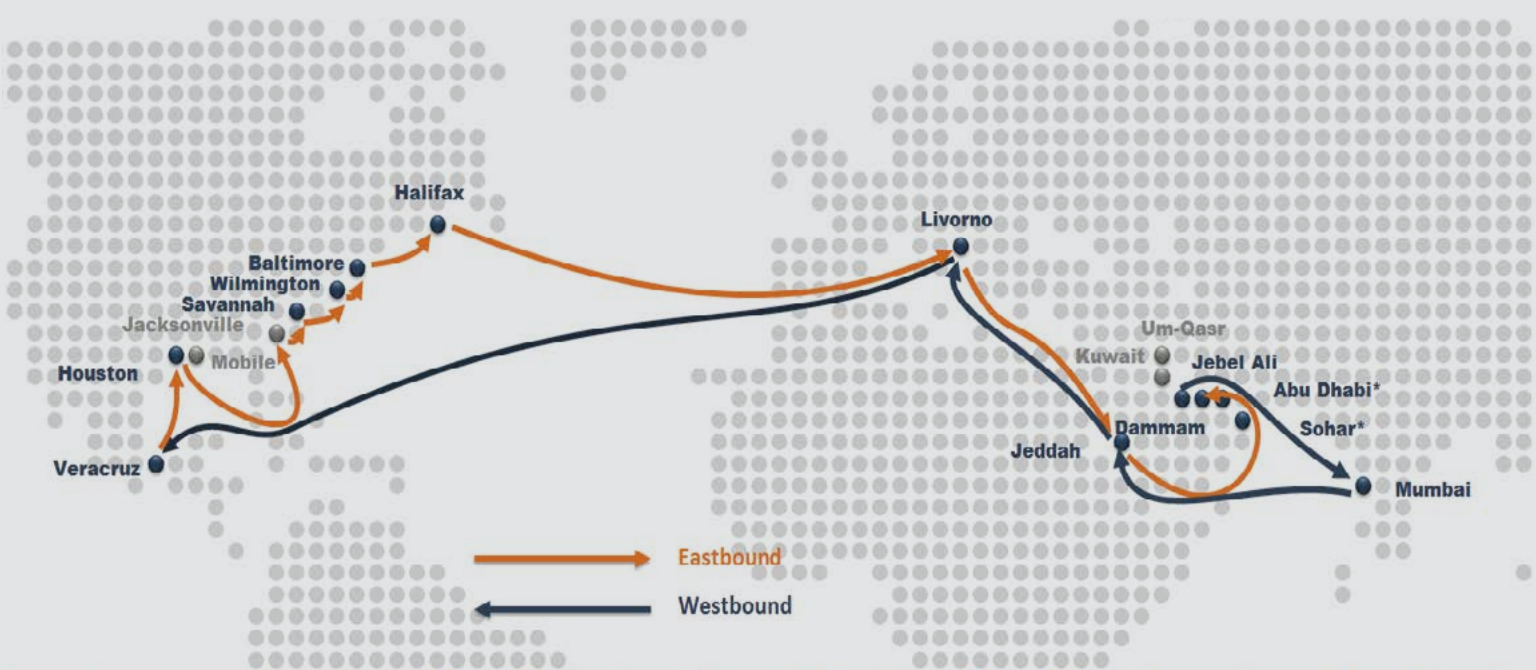 Halifax
Livorno
Baltimore
Wilmington
Savannah
Jacksonville
Mobile
Houston
Veracruz
Um-Qasr
Kuwait
Jebel Ali
Abu Dhabi*
Dammam
Sohar*
Jeddah
Mumbai
Eastbound
Westbound